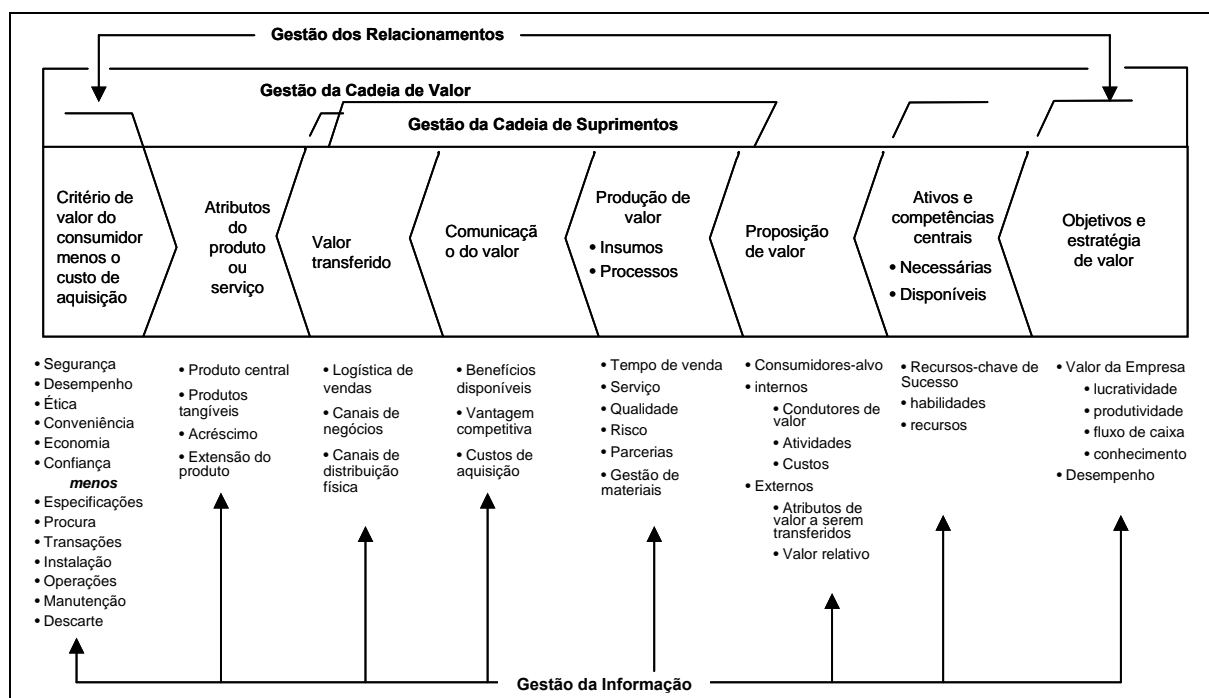 Gestão dos Relacionamentos
Gestão da Cadeia de Valor
Gestão da Cadeia de Suprimentos
Critério de
valor do
consumidor
menos o
custo de
aquisição
Atributos
do
produto
ou
serviço
Valor
transferido
Comunicaçã
o do valor
Produção de
valor
• Insumos
• Processos
Proposição
de valor
Ativos e
competências
centrais
• Necessárias
• Disponíveis
Objetivos e
estratégia
de valor
• Segurança
• Desempenho
• Ética
• Conveniência
• Economia
• Confiança
menos
• Especificações
• Procura
• Transações
• Instalação
• Operações
• Manutenção
• Descarte
• Produto central
• Produtos
tangíveis
• Acréscimo
• Extensão do
produto
• Logística de
vendas
• Canais de
negócios
• Canais de
distribuição
física
• Benefícios
disponíveis
• Vantagem
competitiva
• Custos de
aquisição
• Tempo de venda
• Serviço
• Qualidade
• Risco
• Parcerias
• Gestão de
materiais
• Consumidores-alvo
• internos
• Condutores de
valor
• Atividades
• Custos
• Externos
• Atributos de
valor a serem
transferidos
• Valor relativo
• Recursos-chave de
Sucesso
• habilidades
• recursos
• Valor da Empresa
• lucratividade
• produtividade
• fluxo de caixa
• conhecimento
• Desempenho
Gestão da Informação